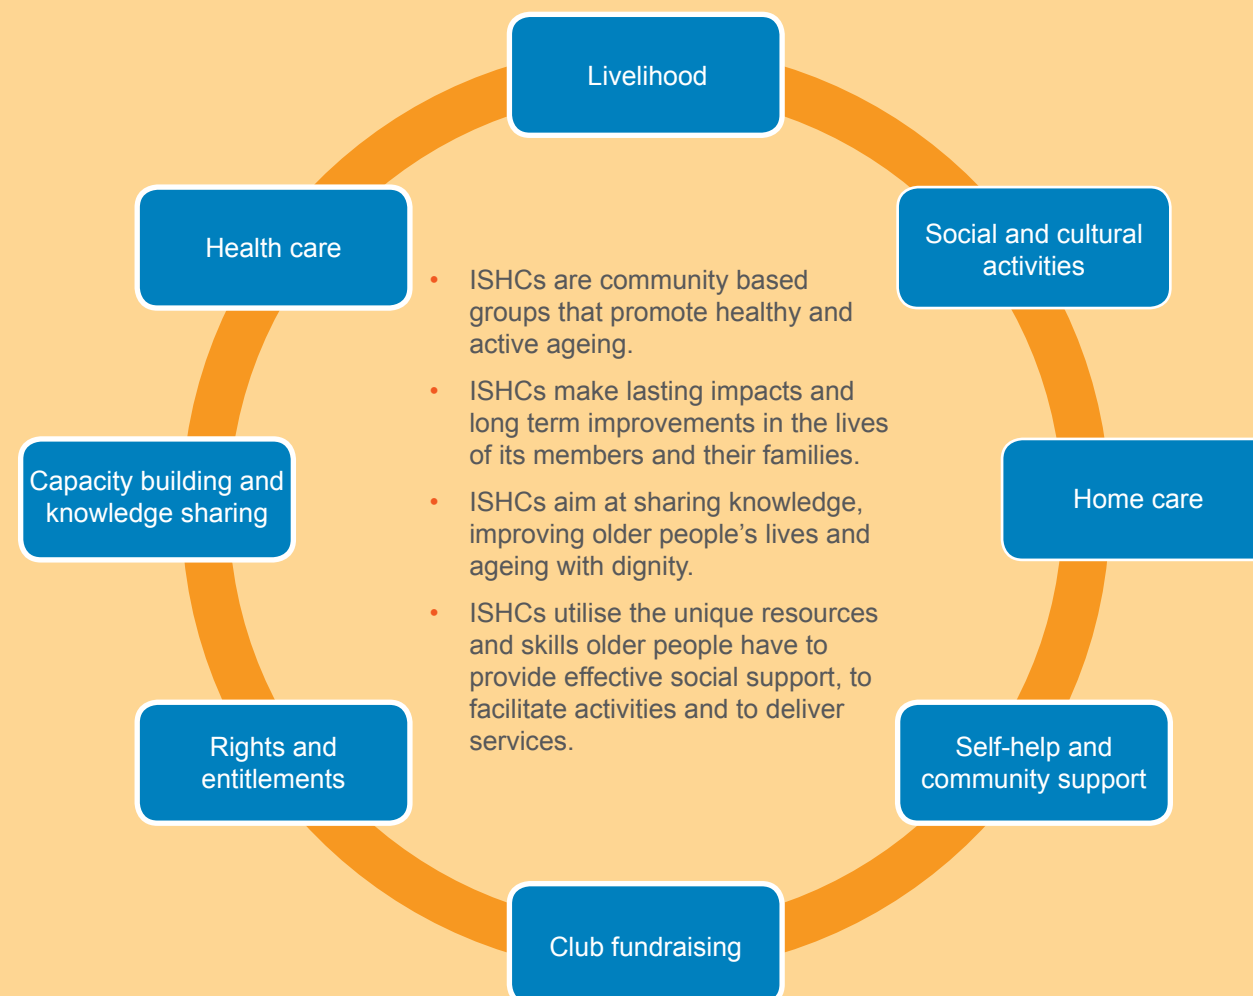 Livelihood
Social and cultural
activities
Health care
• ISHCs are community based
groups that promote healthy and
active ageing.
• ISHCs make lasting impacts and
long term improvements in the lives
of its members and their families.
• ISHCs aim at sharing knowledge,
improving older people’s lives and
ageing with dignity.
• ISHCs utilise the unique resources
and skills older people have to
provide effective social support, to
facilitate activities and to deliver
services.
Capacity building and
knowledge sharing
Home care
Rights and
entitlements
Self-help and
community support
Club fundraising